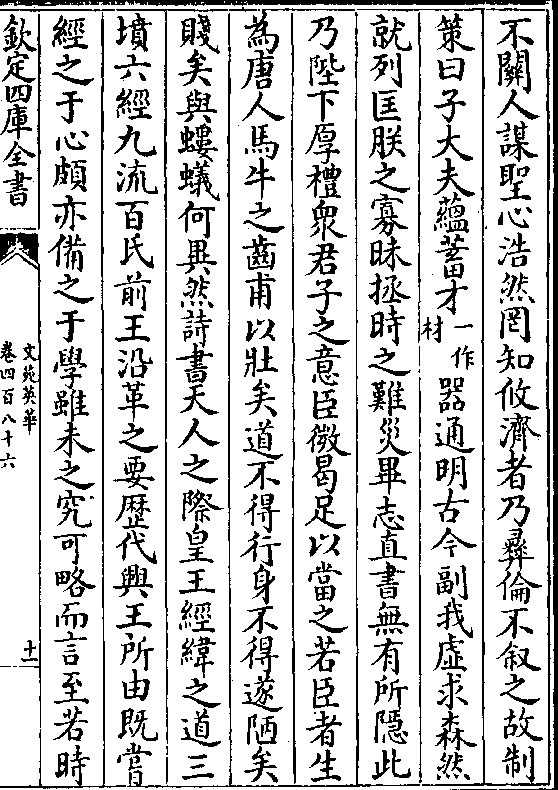 不關人謀聖心浩然罔知攸濟者乃彛倫不叙之故制
策曰子大夫藴蓄才一作材器通明古今副我虛求森然
就列匡朕之寡昧拯時之難災畢志直書無有所隱此
乃陛下厚禮衆君子之意臣微曷足以當之若臣者生
為唐人馬牛之齒甫以壯矣道不得行身不得遂陋矣
賤矣與螻蟻何異然詩書天人之際皇王經緯之道三
墳六經九流百氏前王沿革之要歴代興王所由既嘗
經之于心頗亦備之于學雖未之究可略而言至若時
欽定四庫全書
文苑英華
卷四百八十六
十一